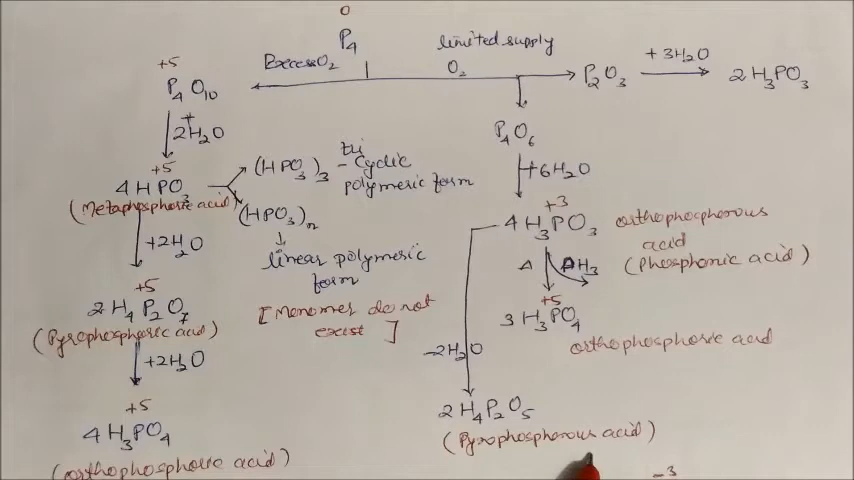 0
P4
Excess O2
limited supply
O2
+5
P4O10
P2O3
+3H2O
2H3PO3
+
2H2O
P4O6
+6H2O
+5
4HPO3
(Metaphosphoric acid)
(HPO3)3 - tri cyclic
polymeric form
(HPO3)n
linear polymeric
form
[Monomer do not
exist]
+2H2O
+5
2H4P2O7
(Pyrophosphoric acid)
+2H2O
+5
4H3PO4
(orthophosphoric acid)
+3
4H3PO3
orthophospherous
acid
(Phosphonic acid)
Δ
PH3
+5
3H3PO4
orthophosphoric acid
-2H2O
2H4P2O5
(Pyrophospherous acid)
-3